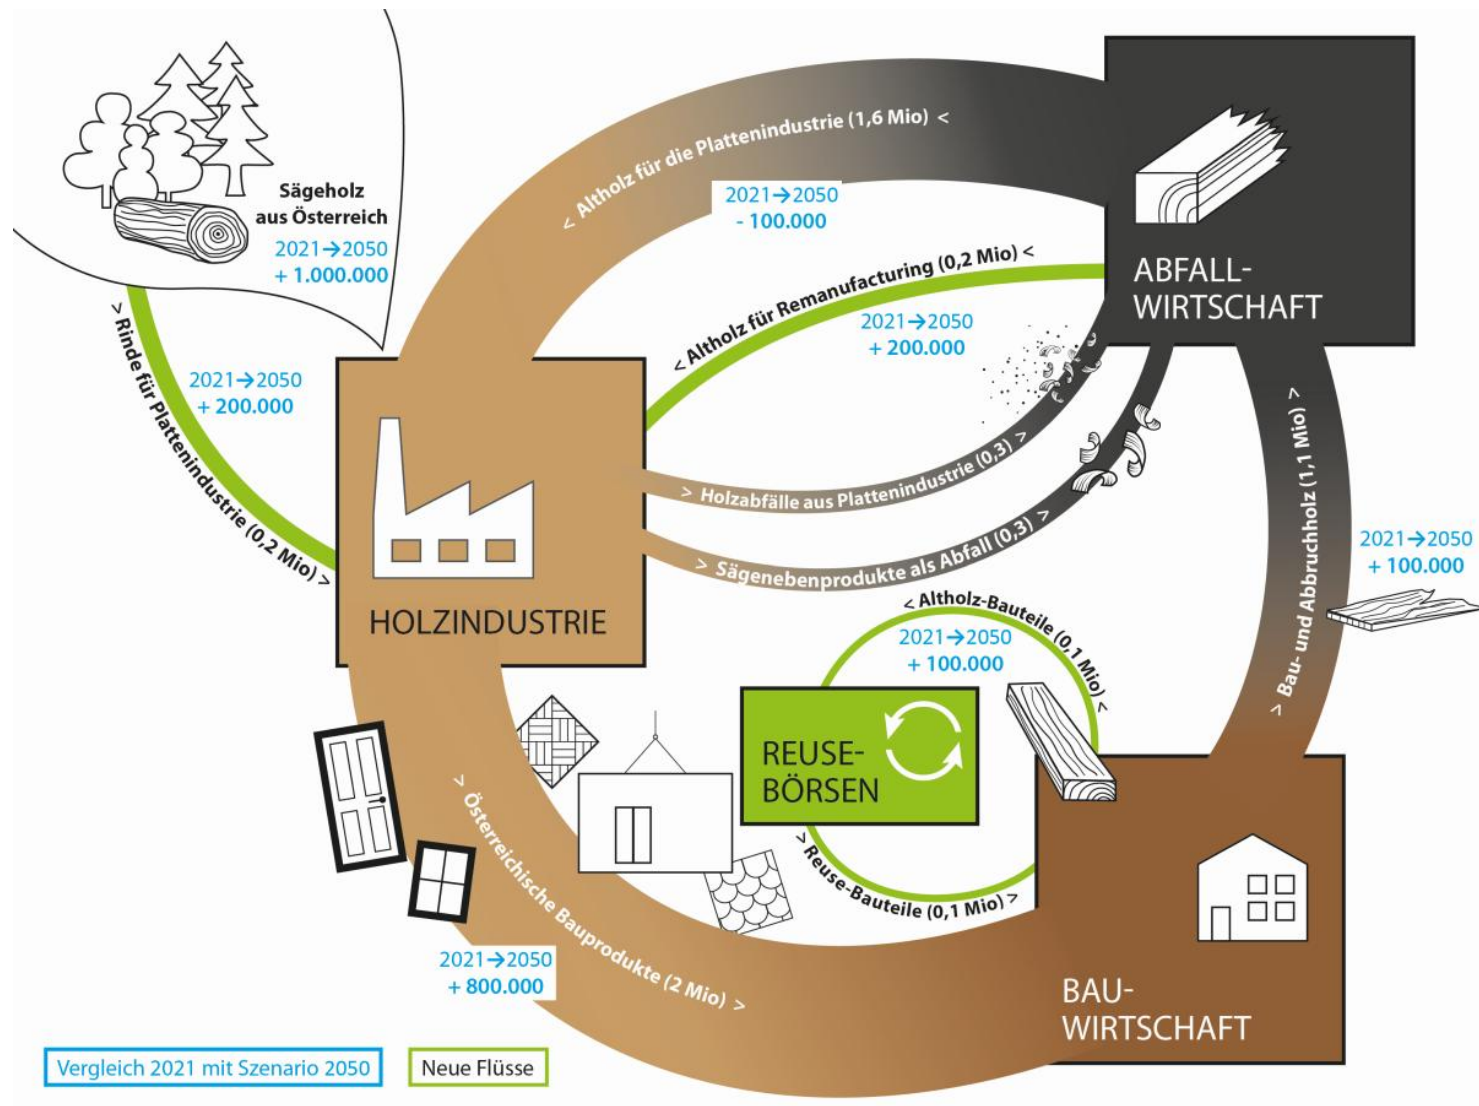 Sägeholz
aus Österreich
2021→2050
+ 1.000.000
< Altholz für die Plattenindustrie (1,6 Mio) <
2021→2050
- 100.000
ABFALL-
WIRTSCHAFT
< Altholz für Remanufacturing (0,2 Mio) <
2021→2050
+ 200.000
> Rinde für Plattenindustrie (0,2 Mio) >
2021→2050
+ 200.000
> Holzabfälle aus Plattenindustrie (0,3) >
> Sägenebenprodukte als Abfall (0,3) >
HOLZINDUSTRIE
> Bau- und Abbruchholz (1,1 Mio) >
2021→2050
+ 100.000
< Altholz-Bauteile (0,1 Mio) <
2021→2050
+ 100.000
REUSE-
BÖRSEN
> Reuse-Bauteile (0,1 Mio) >
> Österreichische Bauprodukte (2 Mio) >
2021→2050
+ 800.000
BAU-
WIRTSCHAFT
Vergleich 2021 mit Szenario 2050
Neue Flüsse